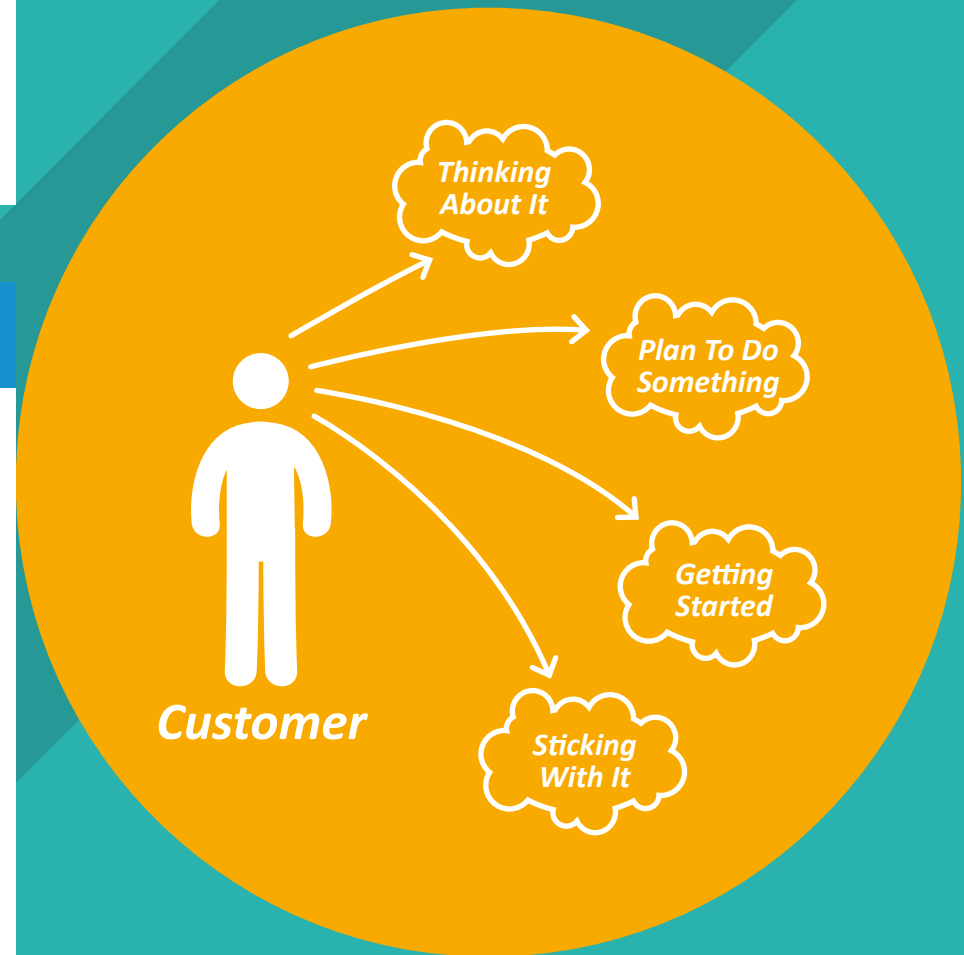 Thinking
About It
Plan To Do
Something
Getting
Started
Sticking
With It
Customer